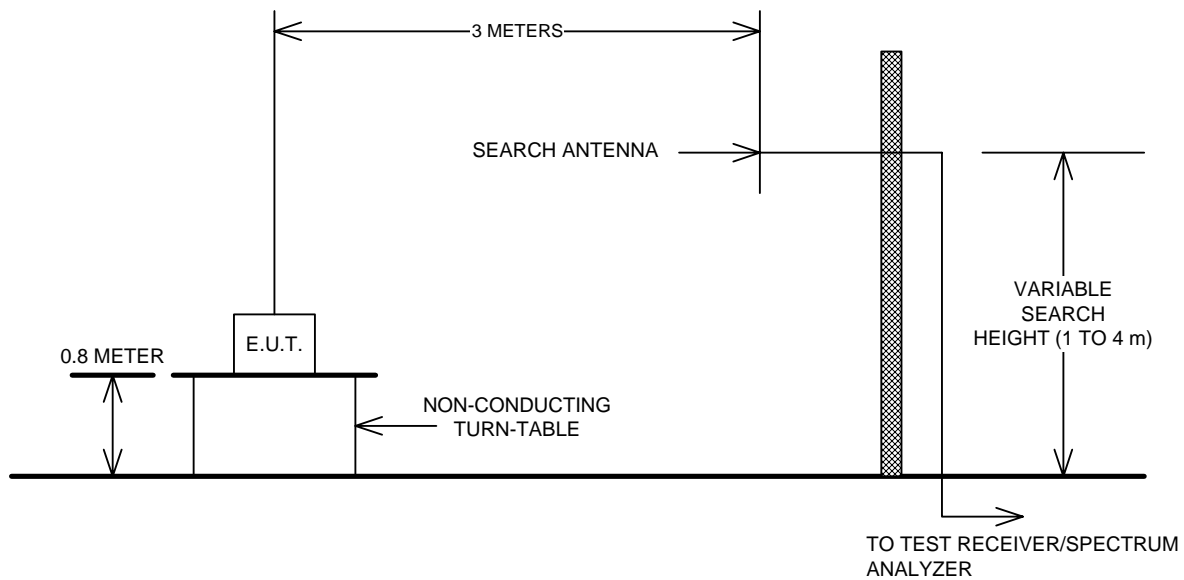 3 METERS
SEARCH ANTENNA
VARIABLE
SEARCH
HEIGHT (1 TO 4 m)
E.U.T.
0.8 METER
NON-CONDUCTING
TURN-TABLE
TO TEST RECEIVER/SPECTRUM
ANALYZER